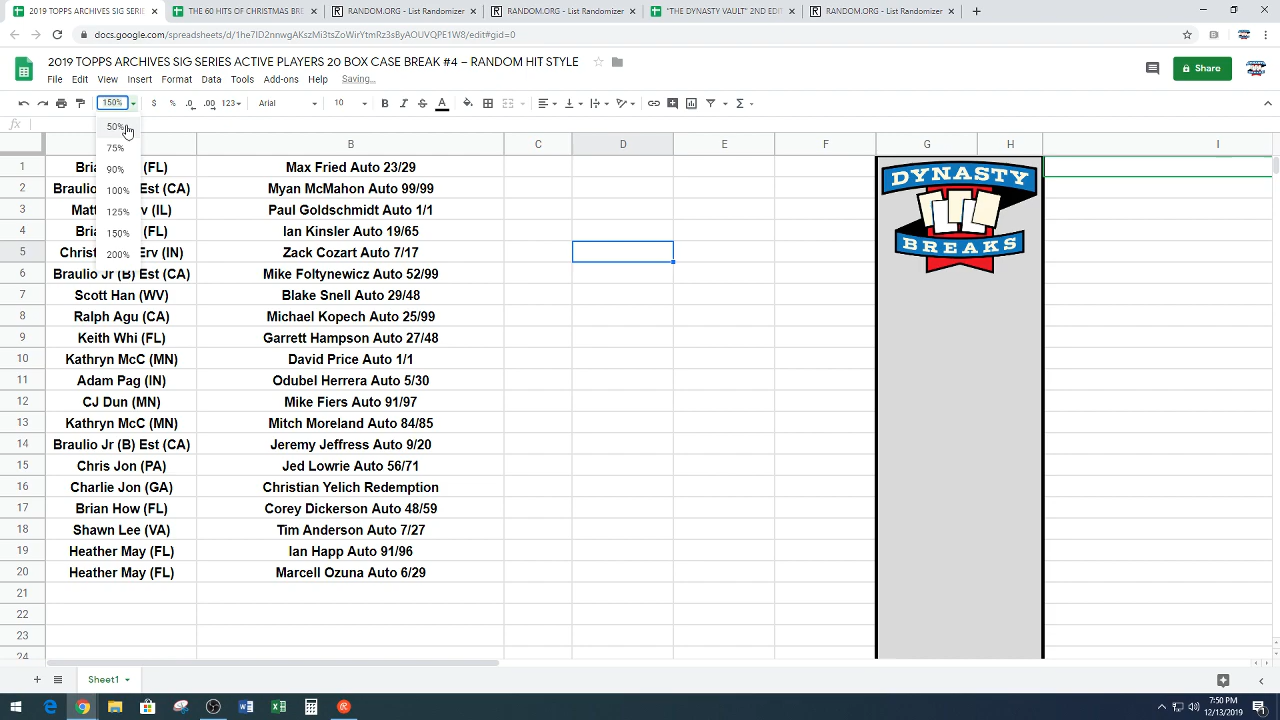 2019 TOPPS ARCHIVES SIG SERIE
THE 60 HITS OF CHRISTMAS BRE
RANDOM.ORG - List Randomizer
RANDOM.ORG - List Randomizer
"THE DYNASTY VAULT" 2ND EDIT
RANDOM.ORG - List Randomizer
docs.google.com/spreadsheets/d/1he7ID2nnwgAKszMi3tsZoWirYtmRz3sByAOUVQPE1W8/edit#gid=0
2019 TOPPS ARCHIVES SIG SERIES ACTIVE PLAYERS 20 BOX CASE BREAK #4 – RANDOM HIT STYLE
File Edit View Insert Format Data Tools Add-ons Help Saving...
Share
150% $ % .0 .00 123 Arial 10 B I S A
fx
50%
75%
90%
100%
125%
150%
200%
B C D E F G H I
1 Bria (FL) Max Fried Auto 23/29
2 Braulio Est (CA) Myan McMahon Auto 99/99
3 Matt v (IL) Paul Goldschmidt Auto 1/1
4 Bria (FL) Ian Kinsler Auto 19/65
5 Christ Erv (IN) Zack Cozart Auto 7/17
6 Braulio Jr (B) Est (CA) Mike Foltynewicz Auto 52/99
7 Scott Han (WV) Blake Snell Auto 29/48
8 Ralph Agu (CA) Michael Kopech Auto 25/99
9 Keith Whi (FL) Garrett Hampson Auto 27/48
10 Kathryn McC (MN) David Price Auto 1/1
11 Adam Pag (IN) Odubel Herrera Auto 5/30
12 CJ Dun (MN) Mike Fiers Auto 91/97
13 Kathryn McC (MN) Mitch Moreland Auto 84/85
14 Braulio Jr (B) Est (CA) Jeremy Jeffress Auto 9/20
15 Chris Jon (PA) Jed Lowrie Auto 56/71
16 Charlie Jon (GA) Christian Yelich Redemption
17 Brian How (FL) Corey Dickerson Auto 48/59
18 Shawn Lee (VA) Tim Anderson Auto 7/27
19 Heather May (FL) Ian Happ Auto 91/96
20 Heather May (FL) Marcell Ozuna Auto 6/29
21
22
23
24
DYNASTY
BREAKS
Sheet1
7:50 PM
12/13/2019